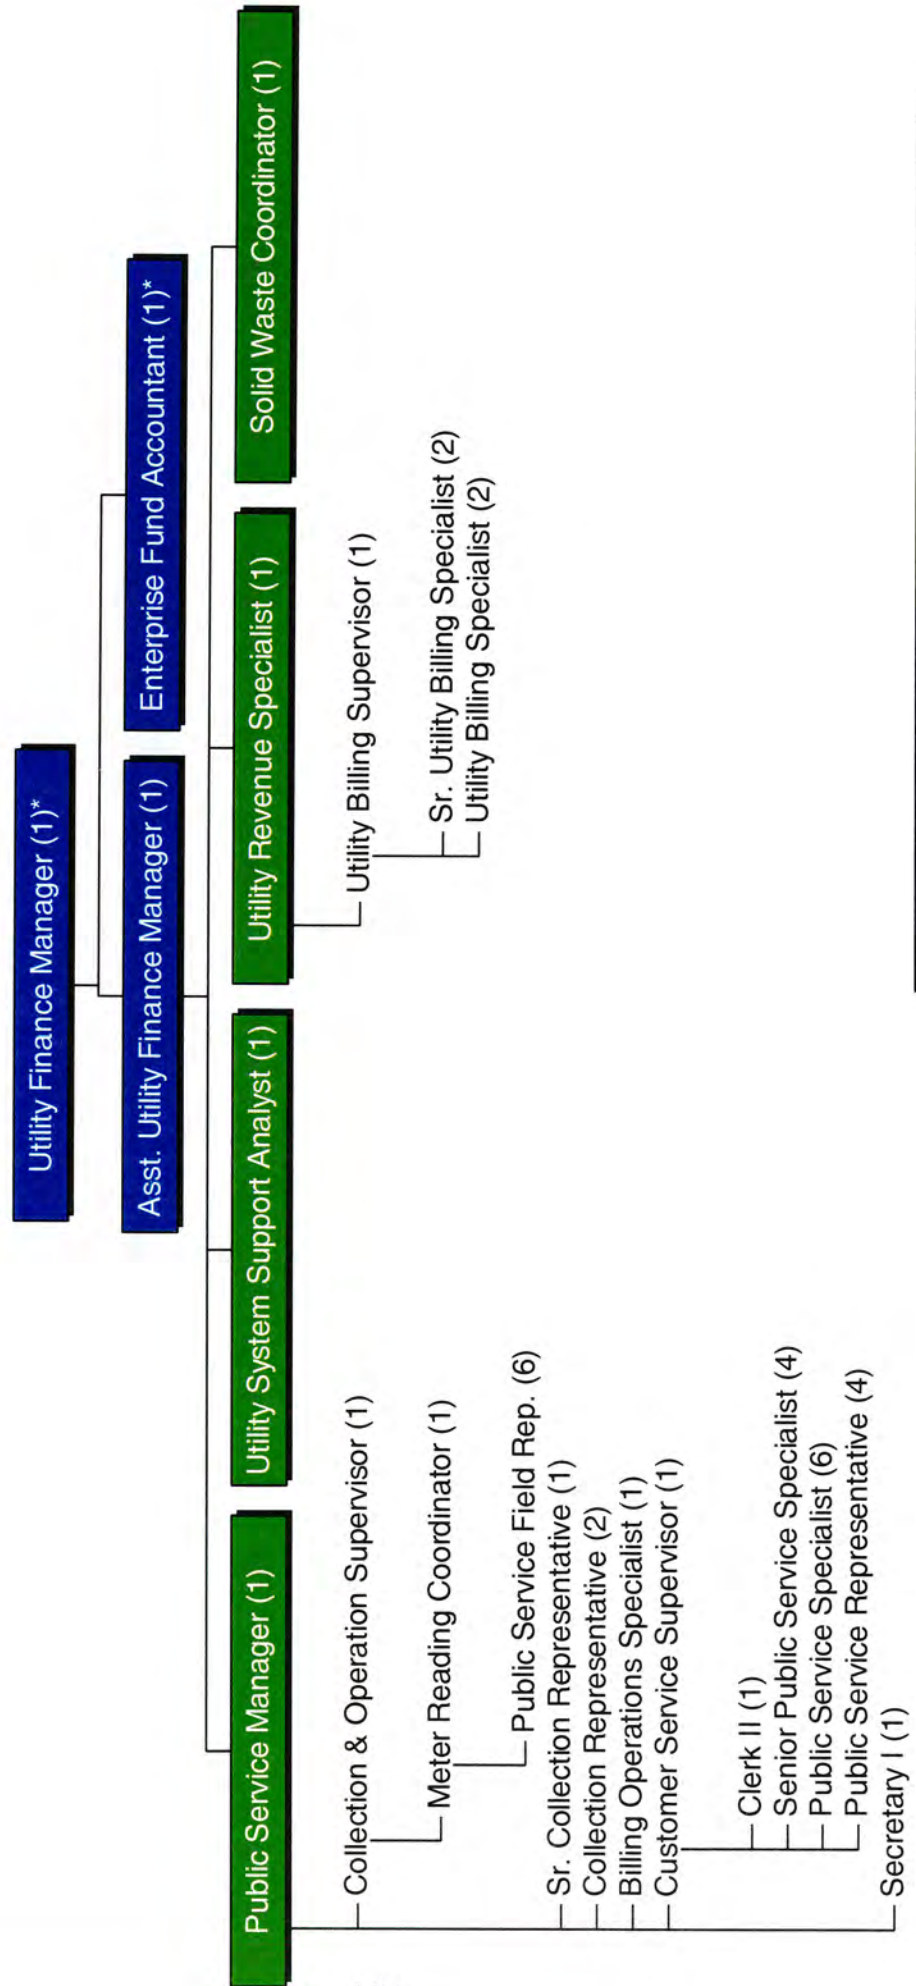 Utility Finance Manager (1)*
Asst. Utility Finance Manager (1)
Enterprise Fund Accountant (1)*
Public Service Manager (1)
Utility System Support Analyst (1)
Utility Revenue Specialist (1)
Solid Waste Coordinator (1)
Collection & Operation Supervisor (1)
Meter Reading Coordinator (1)
Public Service Field Rep. (6)
Sr. Collection Representative (1)
Collection Representative (2)
Billing Operations Specialist (1)
Customer Service Supervisor (1)
Clerk II (1)
Senior Public Service Specialist (4)
Public Service Specialist (6)
Public Service Representative (4)
Secretary I (1)
Utility Billing Supervisor (1)
Sr. Utility Billing Specialist (2)
Utility Billing Specialist (2)